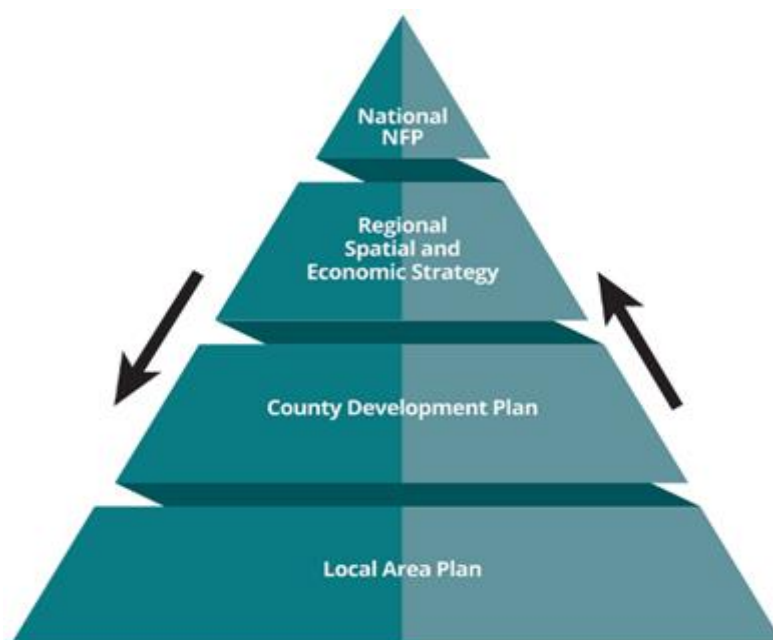 National
NFP
Regional
Spatial and
Economic Strategy
County Development Plan
Local Area Plan